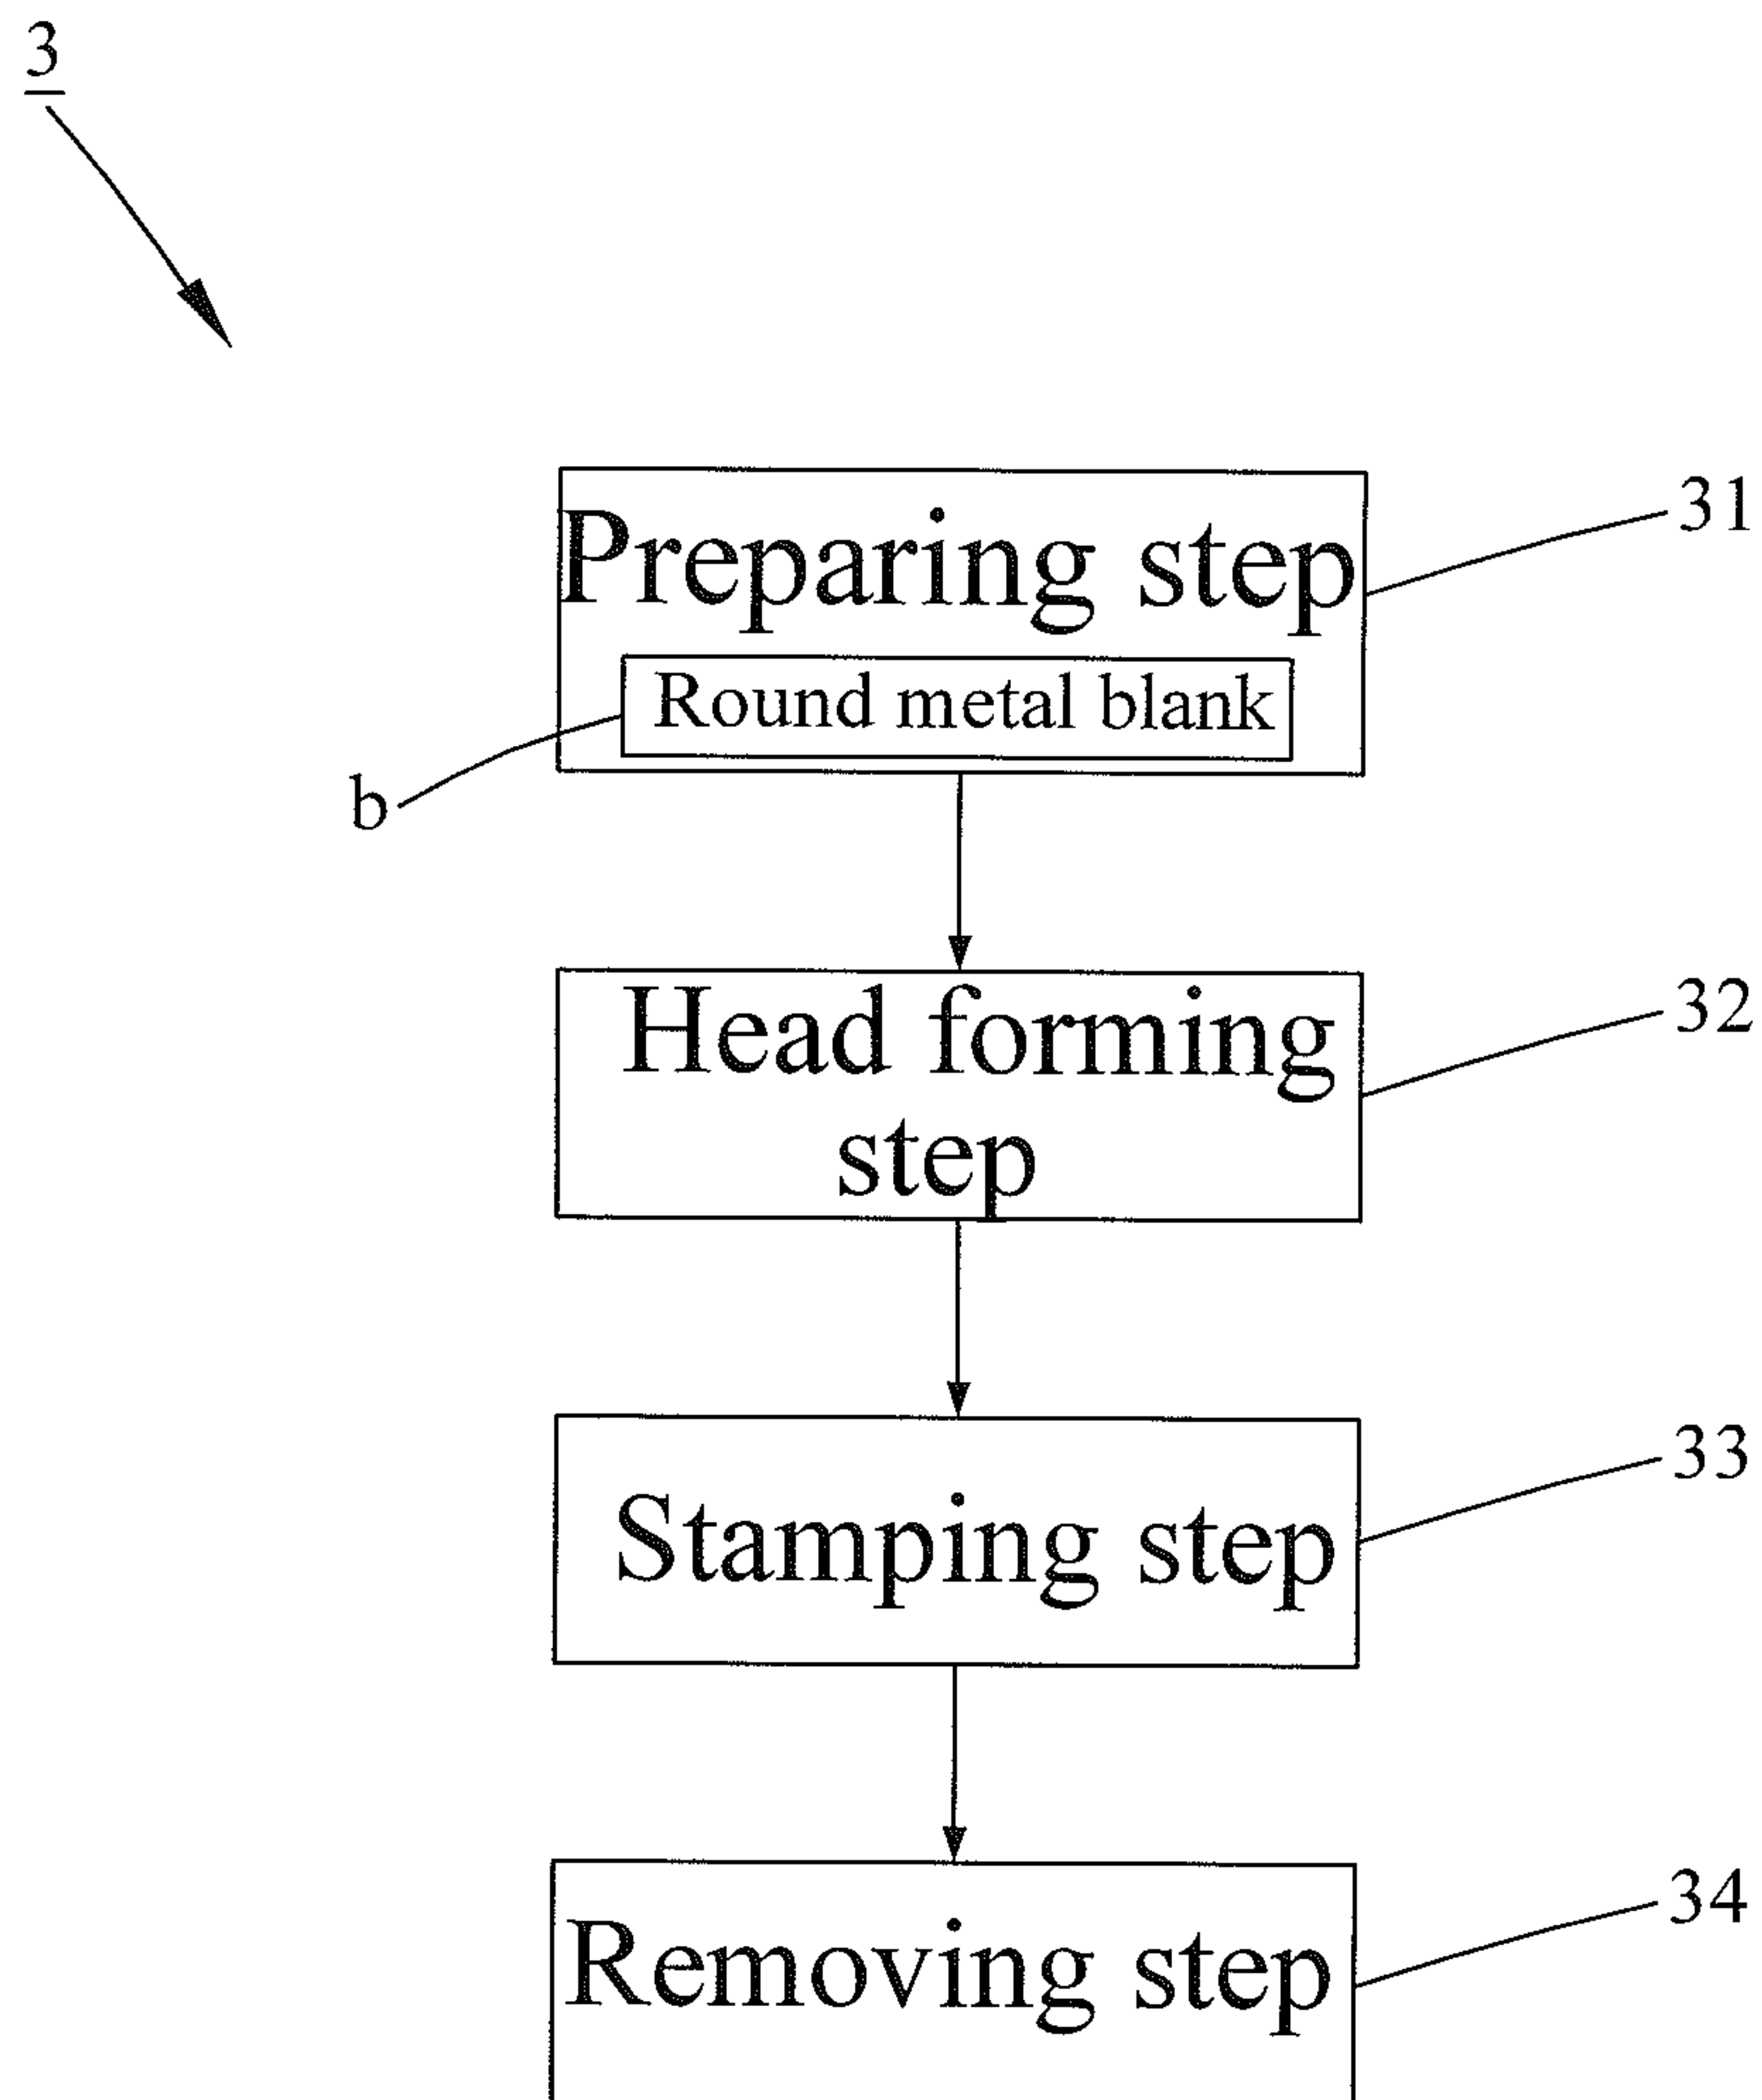 3
31
Preparing step
Round metal blank
b
32
Head forming
step
33
Stamping step
34
Removing step